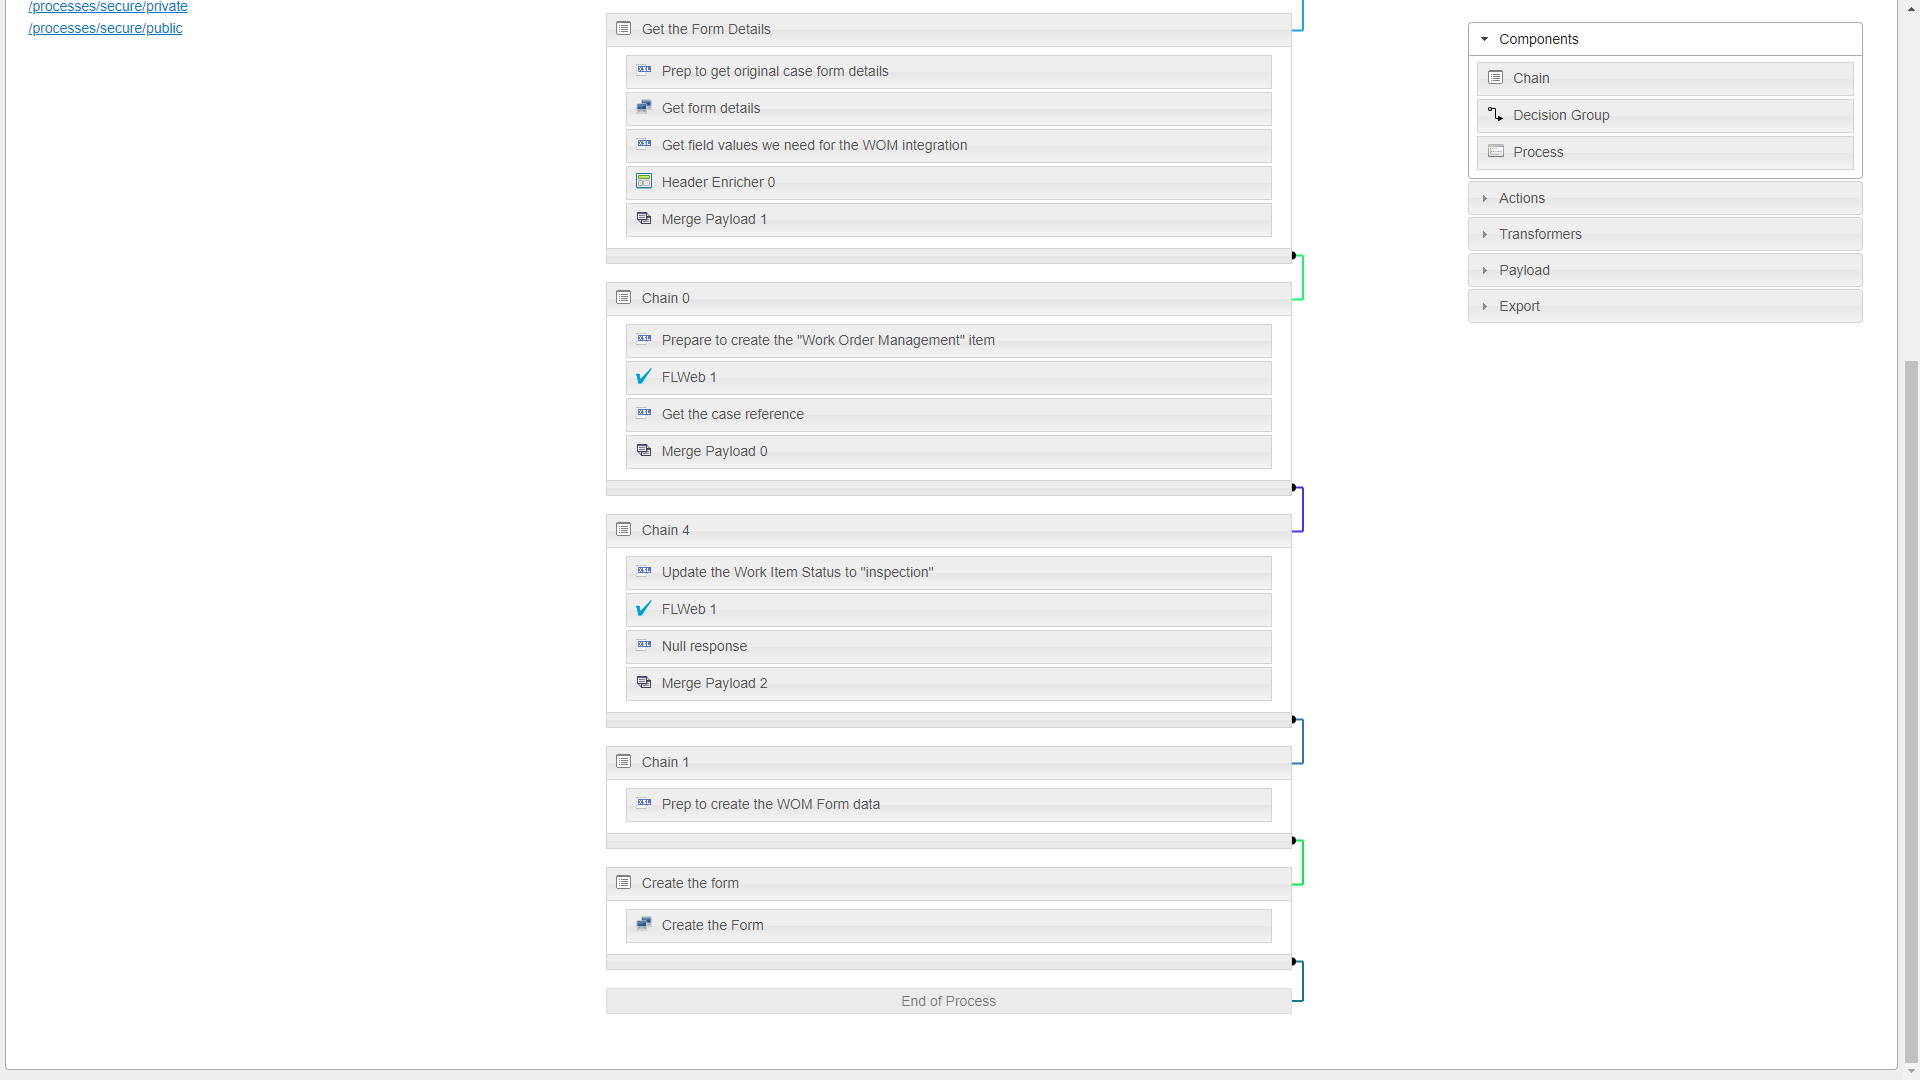 /processes/secure/private
/processes/secure/public
Get the Form Details
Prep to get original case form details
Get form details
Get field values we need for the WOM integration
Header Enricher 0
Merge Payload 1
Chain 0
Prepare to create the "Work Order Management" item
FLWeb 1
Get the case reference
Merge Payload 0
Chain 4
Update the Work Item Status to "inspection"
FLWeb 1
Null response
Merge Payload 2
Chain 1
Prep to create the WOM Form data
Create the form
Create the Form
End of Process
Components
Chain
Decision Group
Process
Actions
Transformers
Payload
Export